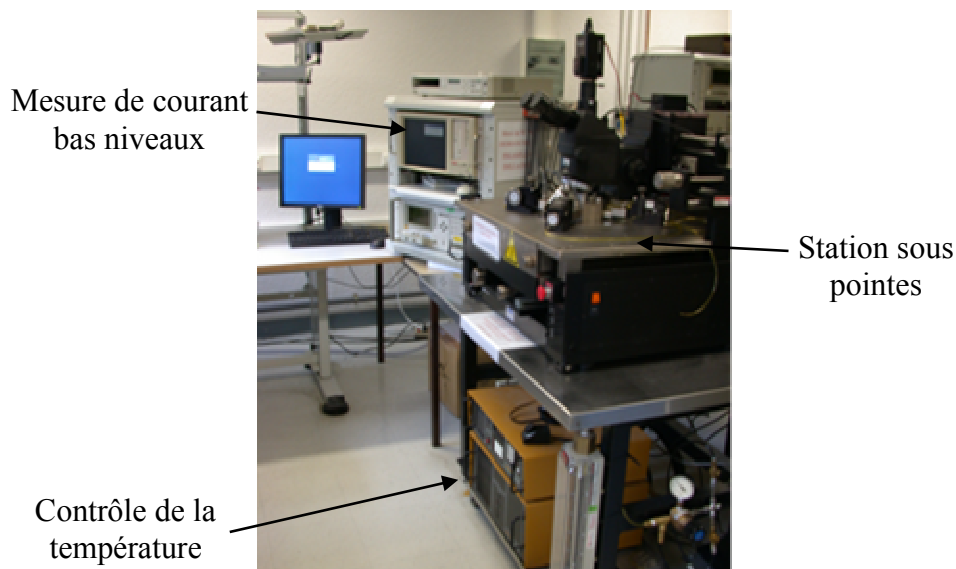 Mesure de courant
bas niveaux
Station sous
pointes
Contrôle de la
température